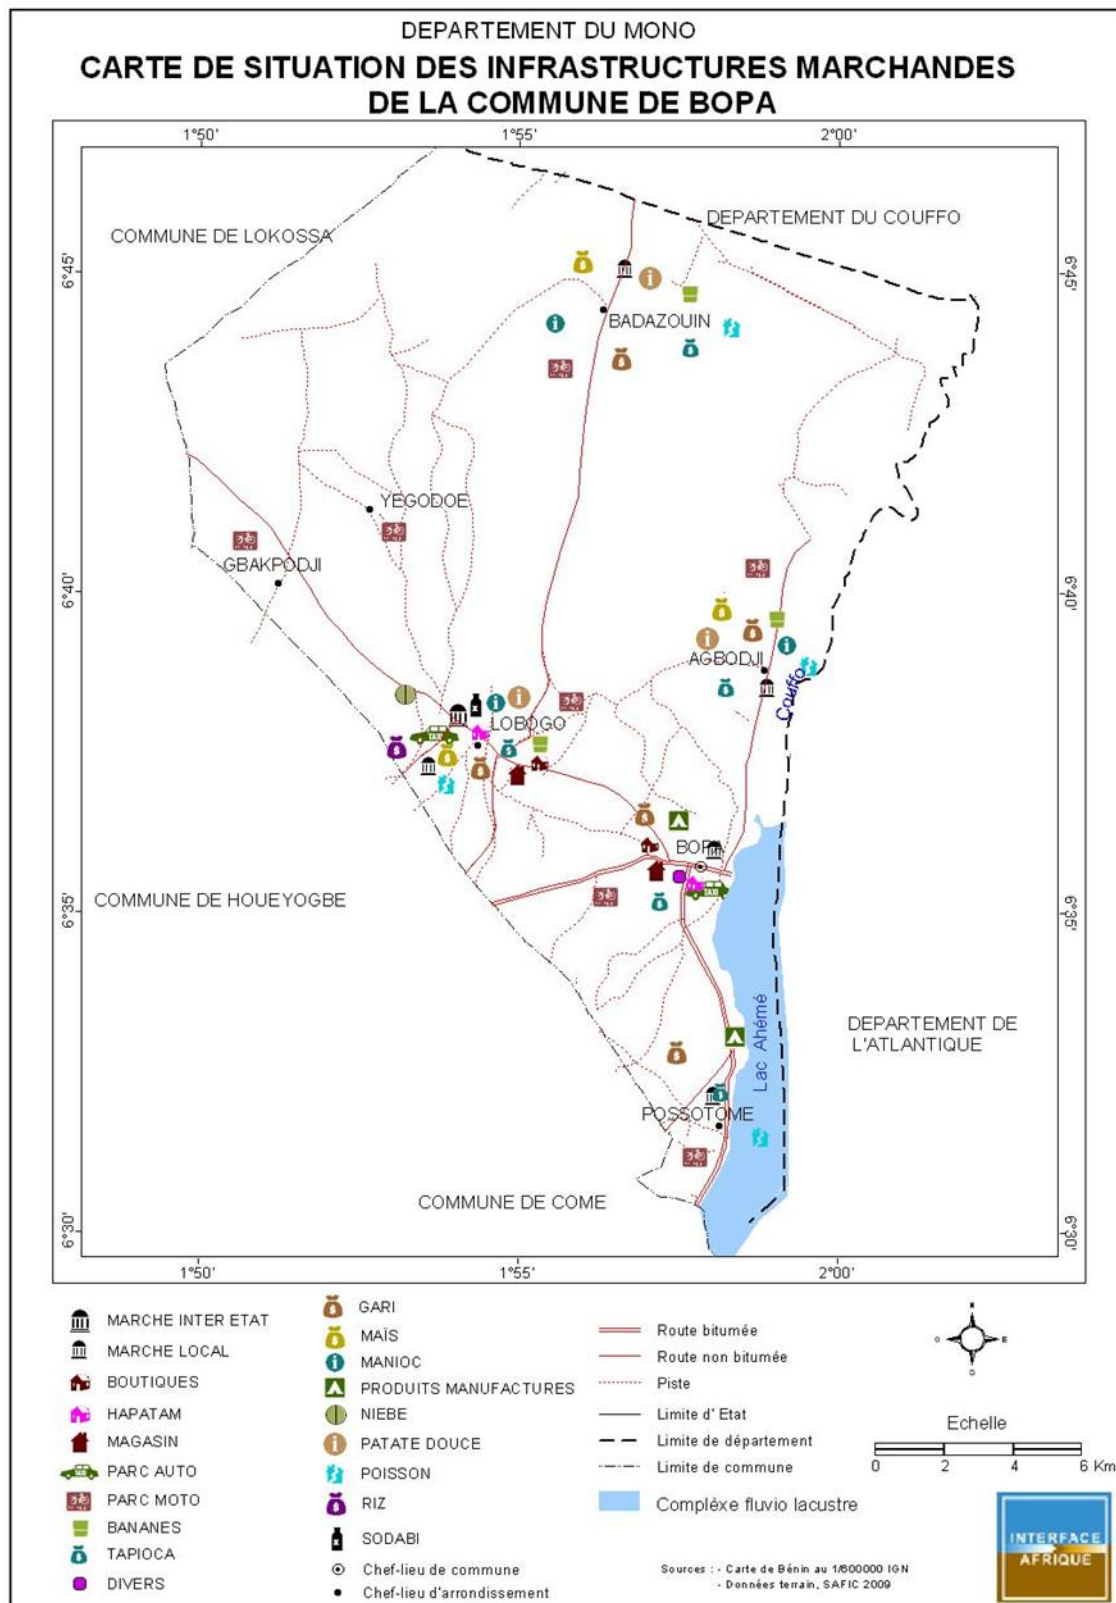 DEPARTEMENT DU MONO
CARTE DE SITUATION DES INFRASTRUCTURES MARCHANDES
DE LA COMMUNE DE BOPA
1°50'
1°55'
2°00'
COMMUNE DE LOKOSSA
DEPARTEMENT DU COUFFO
6°45'
6°45'
BADAZOUIN
YEGODOE
GBAKPODJI
6°40'
6°40'
AGBODJI
Couffo
LOBOGO
TAXI
BOPA
TAXI
COMMUNE DE HOUEYOGBE
6°35'
6°35'
Lac Ahémé
DEPARTEMENT DE
L'ATLANTIQUE
POSSOTOME
COMMUNE DE COME
6°30'
6°30'
1°50'
1°55'
2°00'
MARCHE INTER ETAT
MARCHE LOCAL
BOUTIQUES
HAPATAM
MAGASIN
TAXI
PARC AUTO
PARC MOTO
BANANES
TAPIOCA
DIVERS
GARI
MAÏS
MANIOC
PRODUITS MANUFACTURES
NIEBE
PATATE DOUCE
POISSON
RIZ
SODABI
Chef-lieu de commune
Chef-lieu d'arrondissement
Route bitumée
Route non bitumée
Piste
Limite d' Etat
Limite de département
Limite de commune
Complèxe fluvio lacustre
N
O
E
S
Echelle
0 2 4 6 Km
Sources : - Carte de Bénin au 1/600000 IGN
- Données terrain, SAFIC 2009
INTERFACE
AFRIQUE